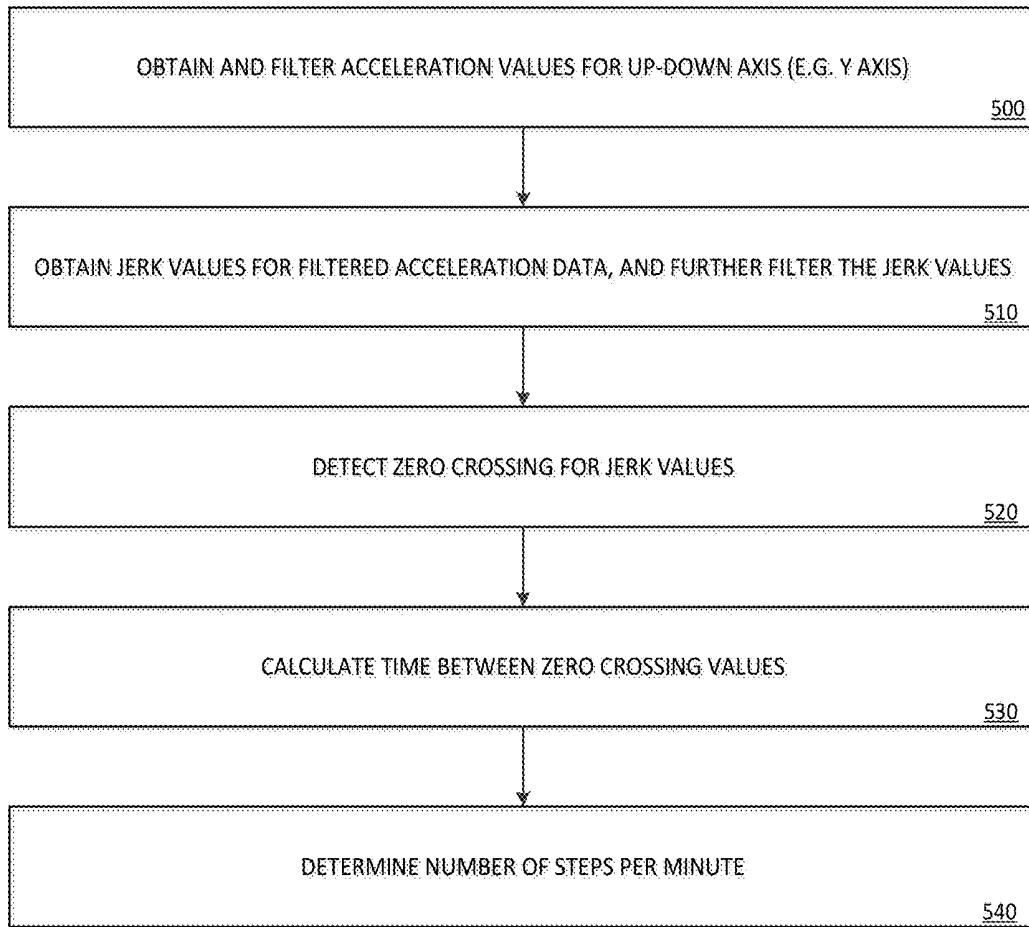 OBTAIN AND FILTER ACCELERATION VALUES FOR UP-DOWN AXIS (E.G. Y AXIS)
500
OBTAIN JERK VALUES FOR FILTERED ACCELERATION DATA, AND FURTHER FILTER THE JERK VALUES
510
DETECT ZERO CROSSING FOR JERK VALUES
520
CALCULATE TIME BETWEEN ZERO CROSSING VALUES
530
DETERMINE NUMBER OF STEPS PER MINUTE
540